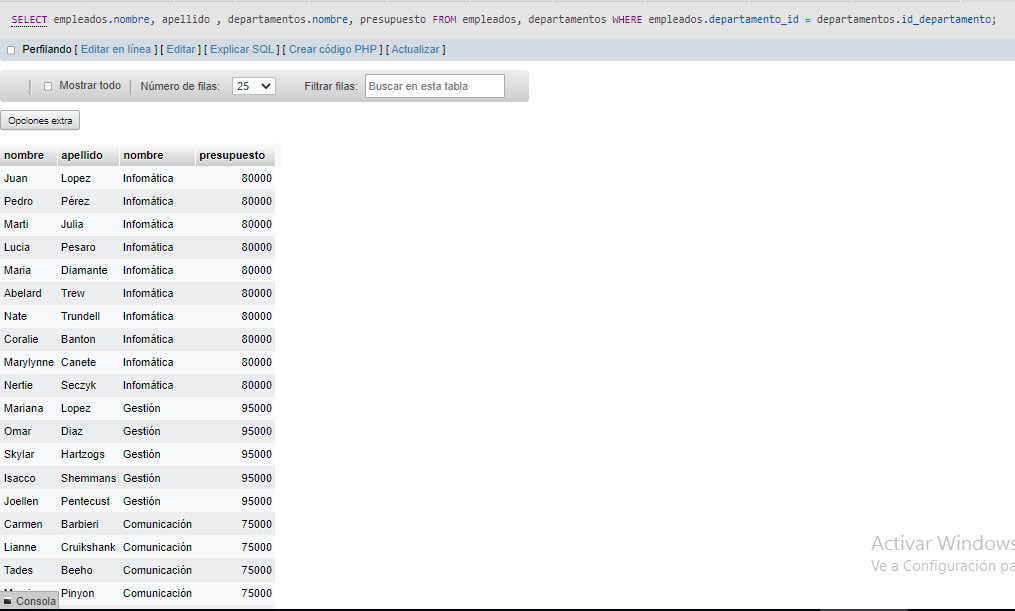 SELECT empleados.nombre, apellido , departamentos.nombre, presupuesto FROM empleados, departamentos WHERE empleados.departamento_id = departamentos.id_departamento;
Perfilando [ Editar en línea ] [ Editar ] [ Explicar SQL ] [ Crear código PHP ] [ Actualizar ]
Mostrar todo Número de filas: 25 Filtrar filas: Buscar en esta tabla
Opciones extra
nombre apellido nombre presupuesto
Juan Lopez Infomática 80000
Pedro Pérez Infomática 80000
Marti Julia Infomática 80000
Lucia Pesaro Infomática 80000
Maria Diamante Infomática 80000
Abelard Trew Infomática 80000
Nate Trundell Infomática 80000
Coralie Banton Infomática 80000
Marylynne Canete Infomática 80000
Nertie Seczyk Infomática 80000
Mariana Lopez Gestión 95000
Omar Diaz Gestión 95000
Skylar Hartzogs Gestión 95000
Isacco Shemmans Gestión 95000
Joellen Pentecust Gestión 95000
Carmen Barbieri Comunicación 75000
Lianne Cruikshank Comunicación 75000
Tades Beeho Comunicación 75000
Pinyon Comunicación 75000
Consola
Activar Windows
Ve a Configuración pa